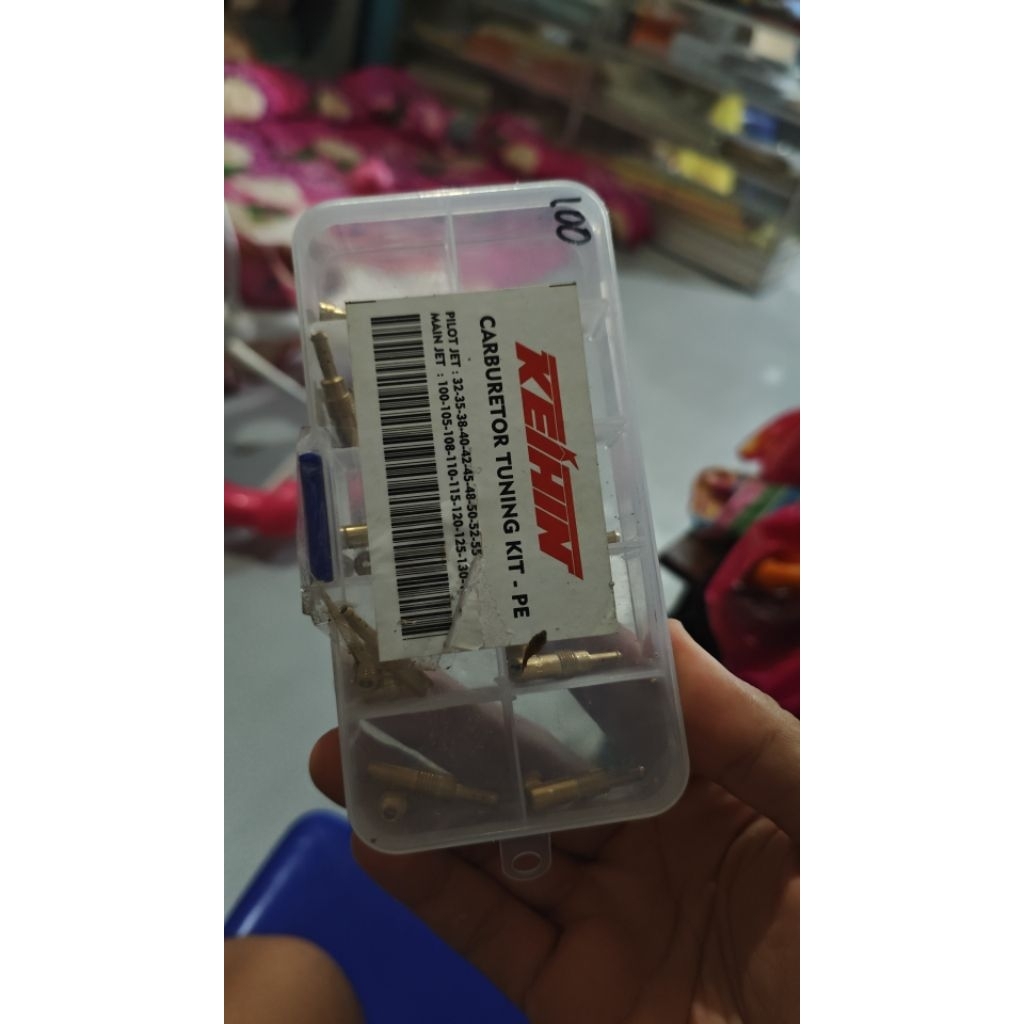 100
KEIHIN
CARBURETOR TUNING KIT - PE
PILOT JET : 32-35-38-40-42-45-48-50-52-55
MAIN JET : 100-105-108-110-115-120-125-130-